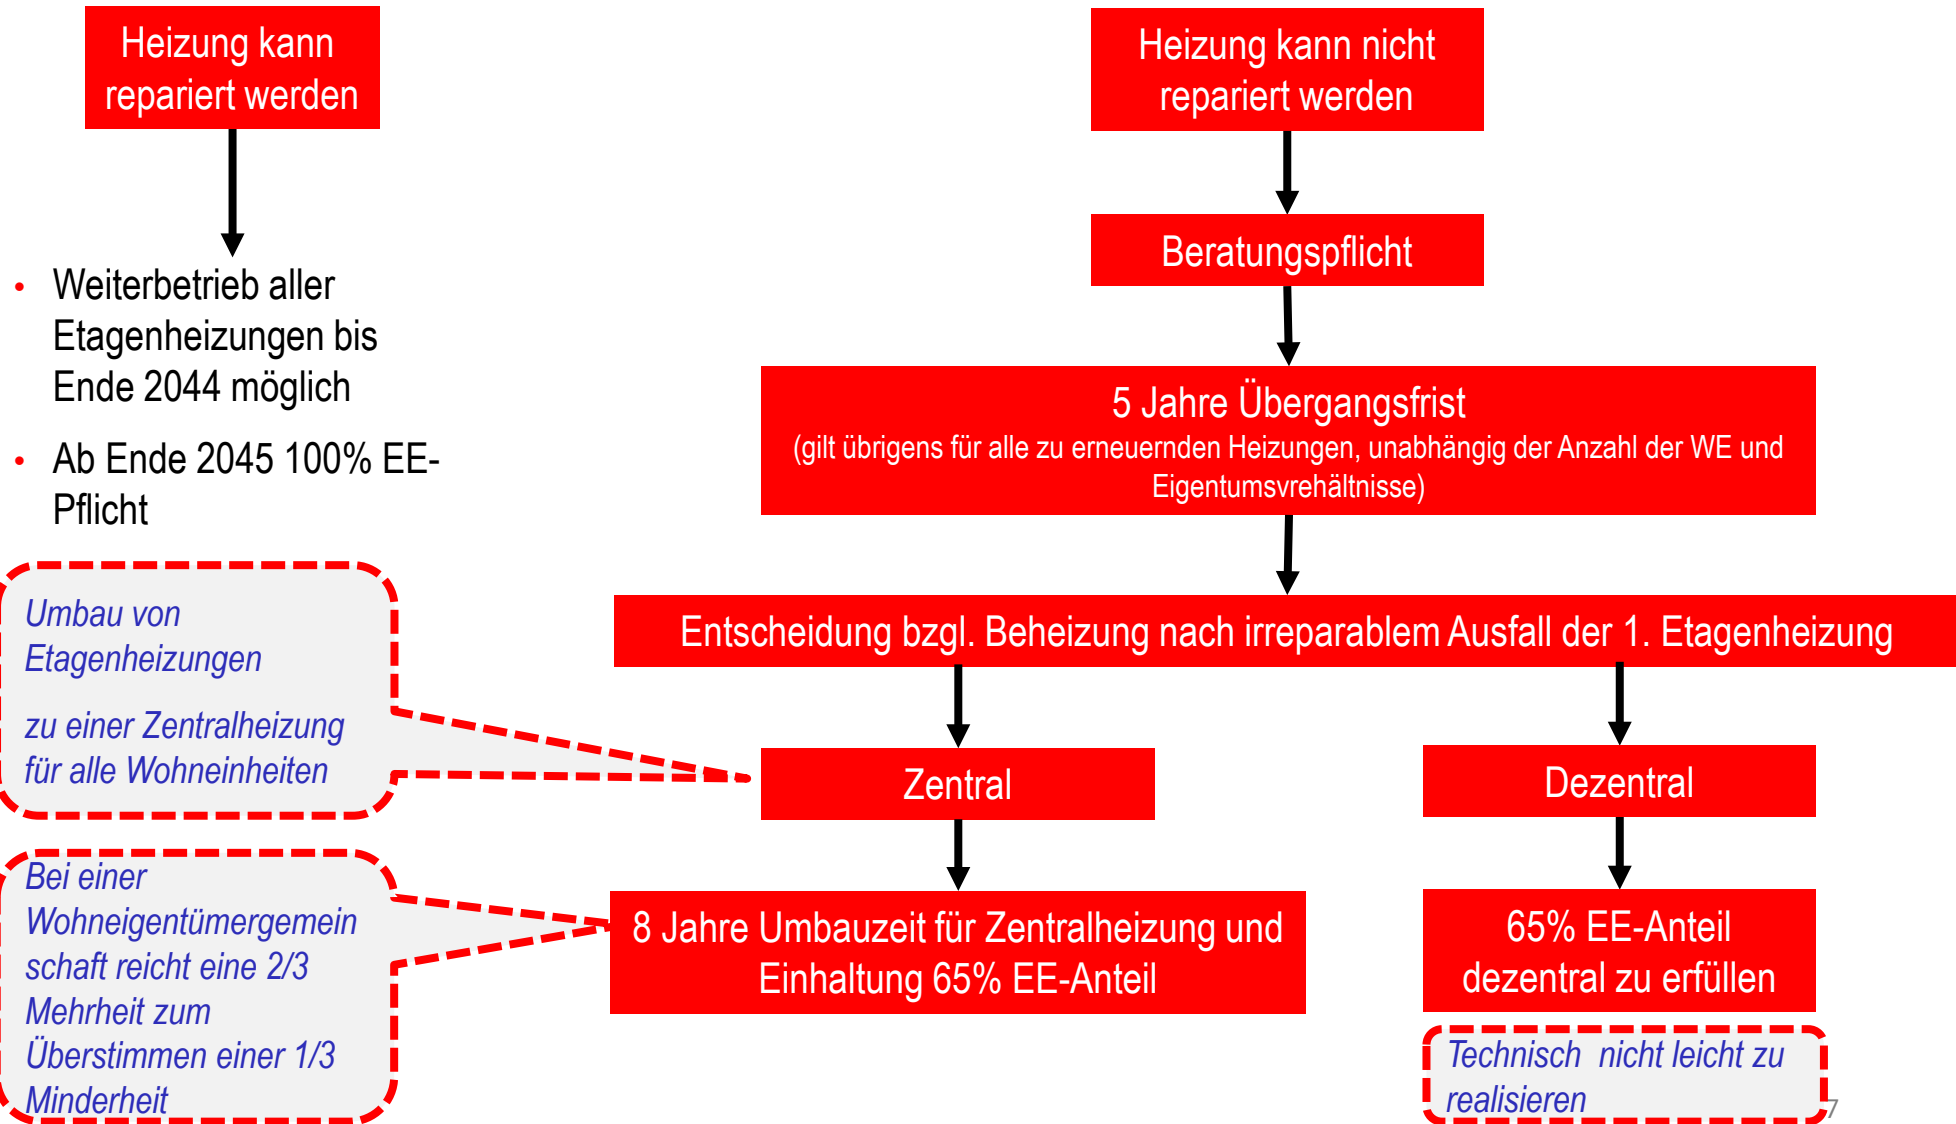 Heizung kann
repariert werden
• Weiterbetrieb aller
Etagenheizungen bis
Ende 2044 möglich
• Ab Ende 2045 100% EE-
Pflicht
Heizung kann nicht
repariert werden
Beratungspflicht
5 Jahre Übergangsfrist
(gilt übrigens für alle zu erneuernden Heizungen, unabhängig der Anzahl der WE und
Eigentumsvrehältnisse)
Entscheidung bzgl. Beheizung nach irreparablem Ausfall der 1. Etagenheizung
Umbau von
Etagenheizungen
zu einer Zentralheizung
für alle Wohneinheiten
Zentral
Dezentral
Bei einer
Wohneigentümergemein
schaft reicht eine 2/3
Mehrheit zum
Überstimmen einer 1/3
Minderheit
8 Jahre Umbauzeit für Zentralheizung und
Einhaltung 65% EE-Anteil
65% EE-Anteil
dezentral zu erfüllen
Technisch nicht leicht zu
realisieren
7